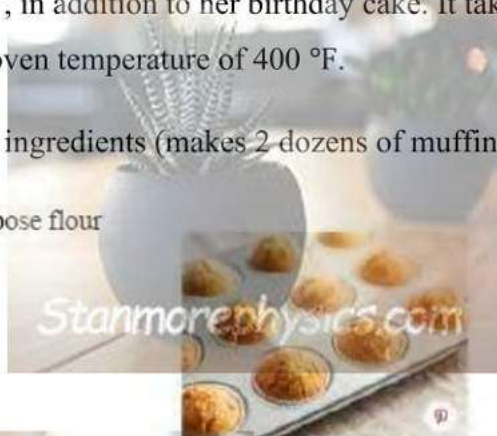 , in addition to her birthday cake. It tak
oven temperature of 400 °F.
ingredients (makes 2 dozens of muffin
pose flour
Stanmorephysics.com